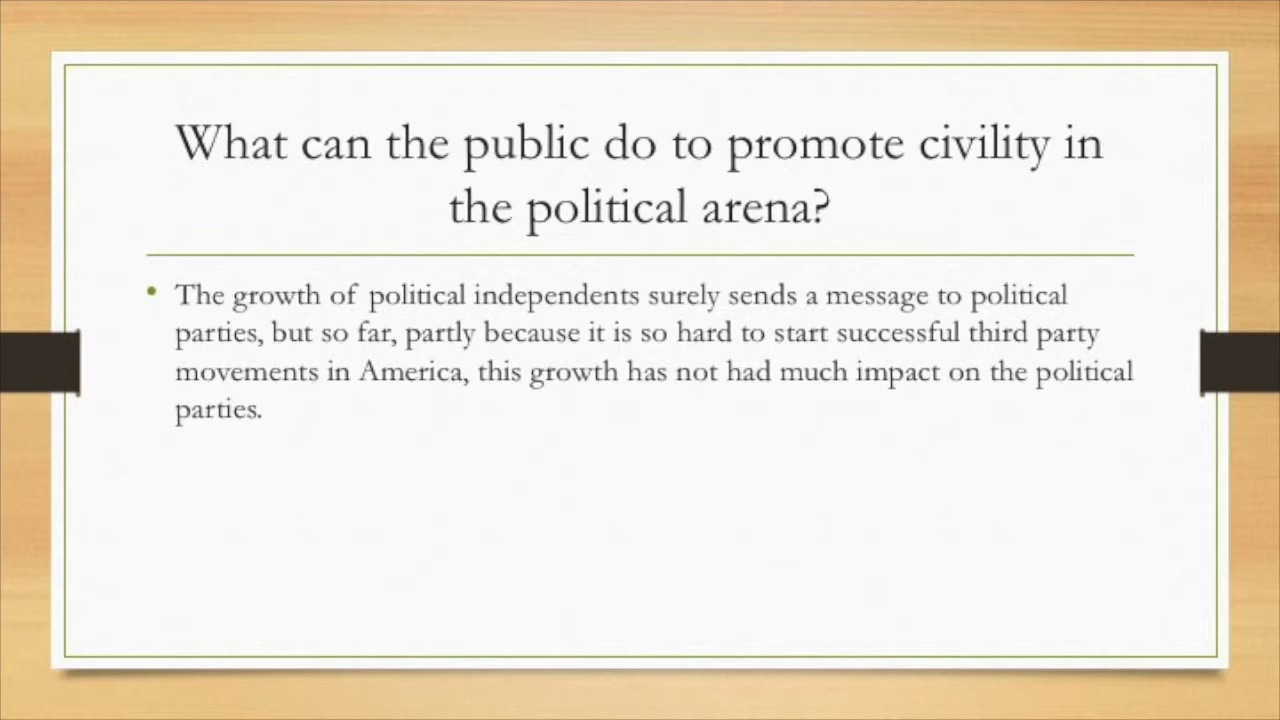 What can the public do to promote civility in
the political arena?
• The growth of political independents surely sends a message to political
parties, but so far, partly because it is so hard to start successful third party
movements in America, this growth has not had much impact on the political
parties.